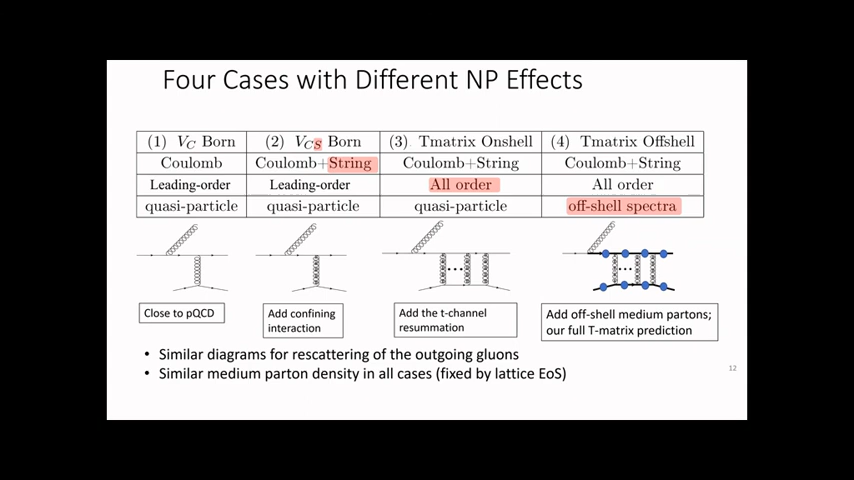 Four Cases with Different NP Effects
(1) V_C Born (2) V_CS Born (3) Tmatrix Onshell (4) Tmatrix Offshell
Coulomb Coulomb+String Coulomb+String Coulomb+String
Leading-order Leading-order All order All order
quasi-particle quasi-particle quasi-particle off-shell spectra
Close to pQCD
Add confining
interaction
Add the t-channel
resummation
Add off-shell medium partons;
our full T-matrix prediction
• Similar diagrams for rescattering of the outgoing gluons
• Similar medium parton density in all cases (fixed by lattice EoS)
12